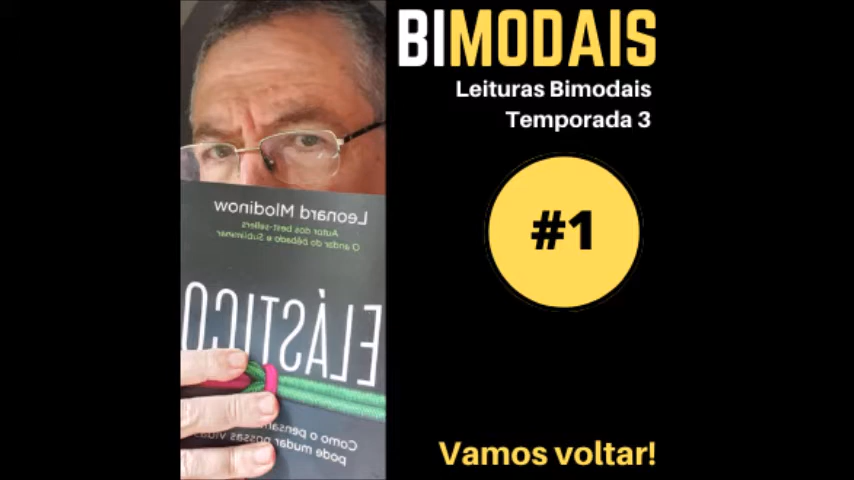 BIMODAIS
Leituras Bimodais
Temporada 3
#1
Vamos voltar!
Leonard Mlodinow
Autor dos best-sellers
O andar do bêbado e Subliminar
ELÁSTICO
Como o
pode mudar nossas vidas